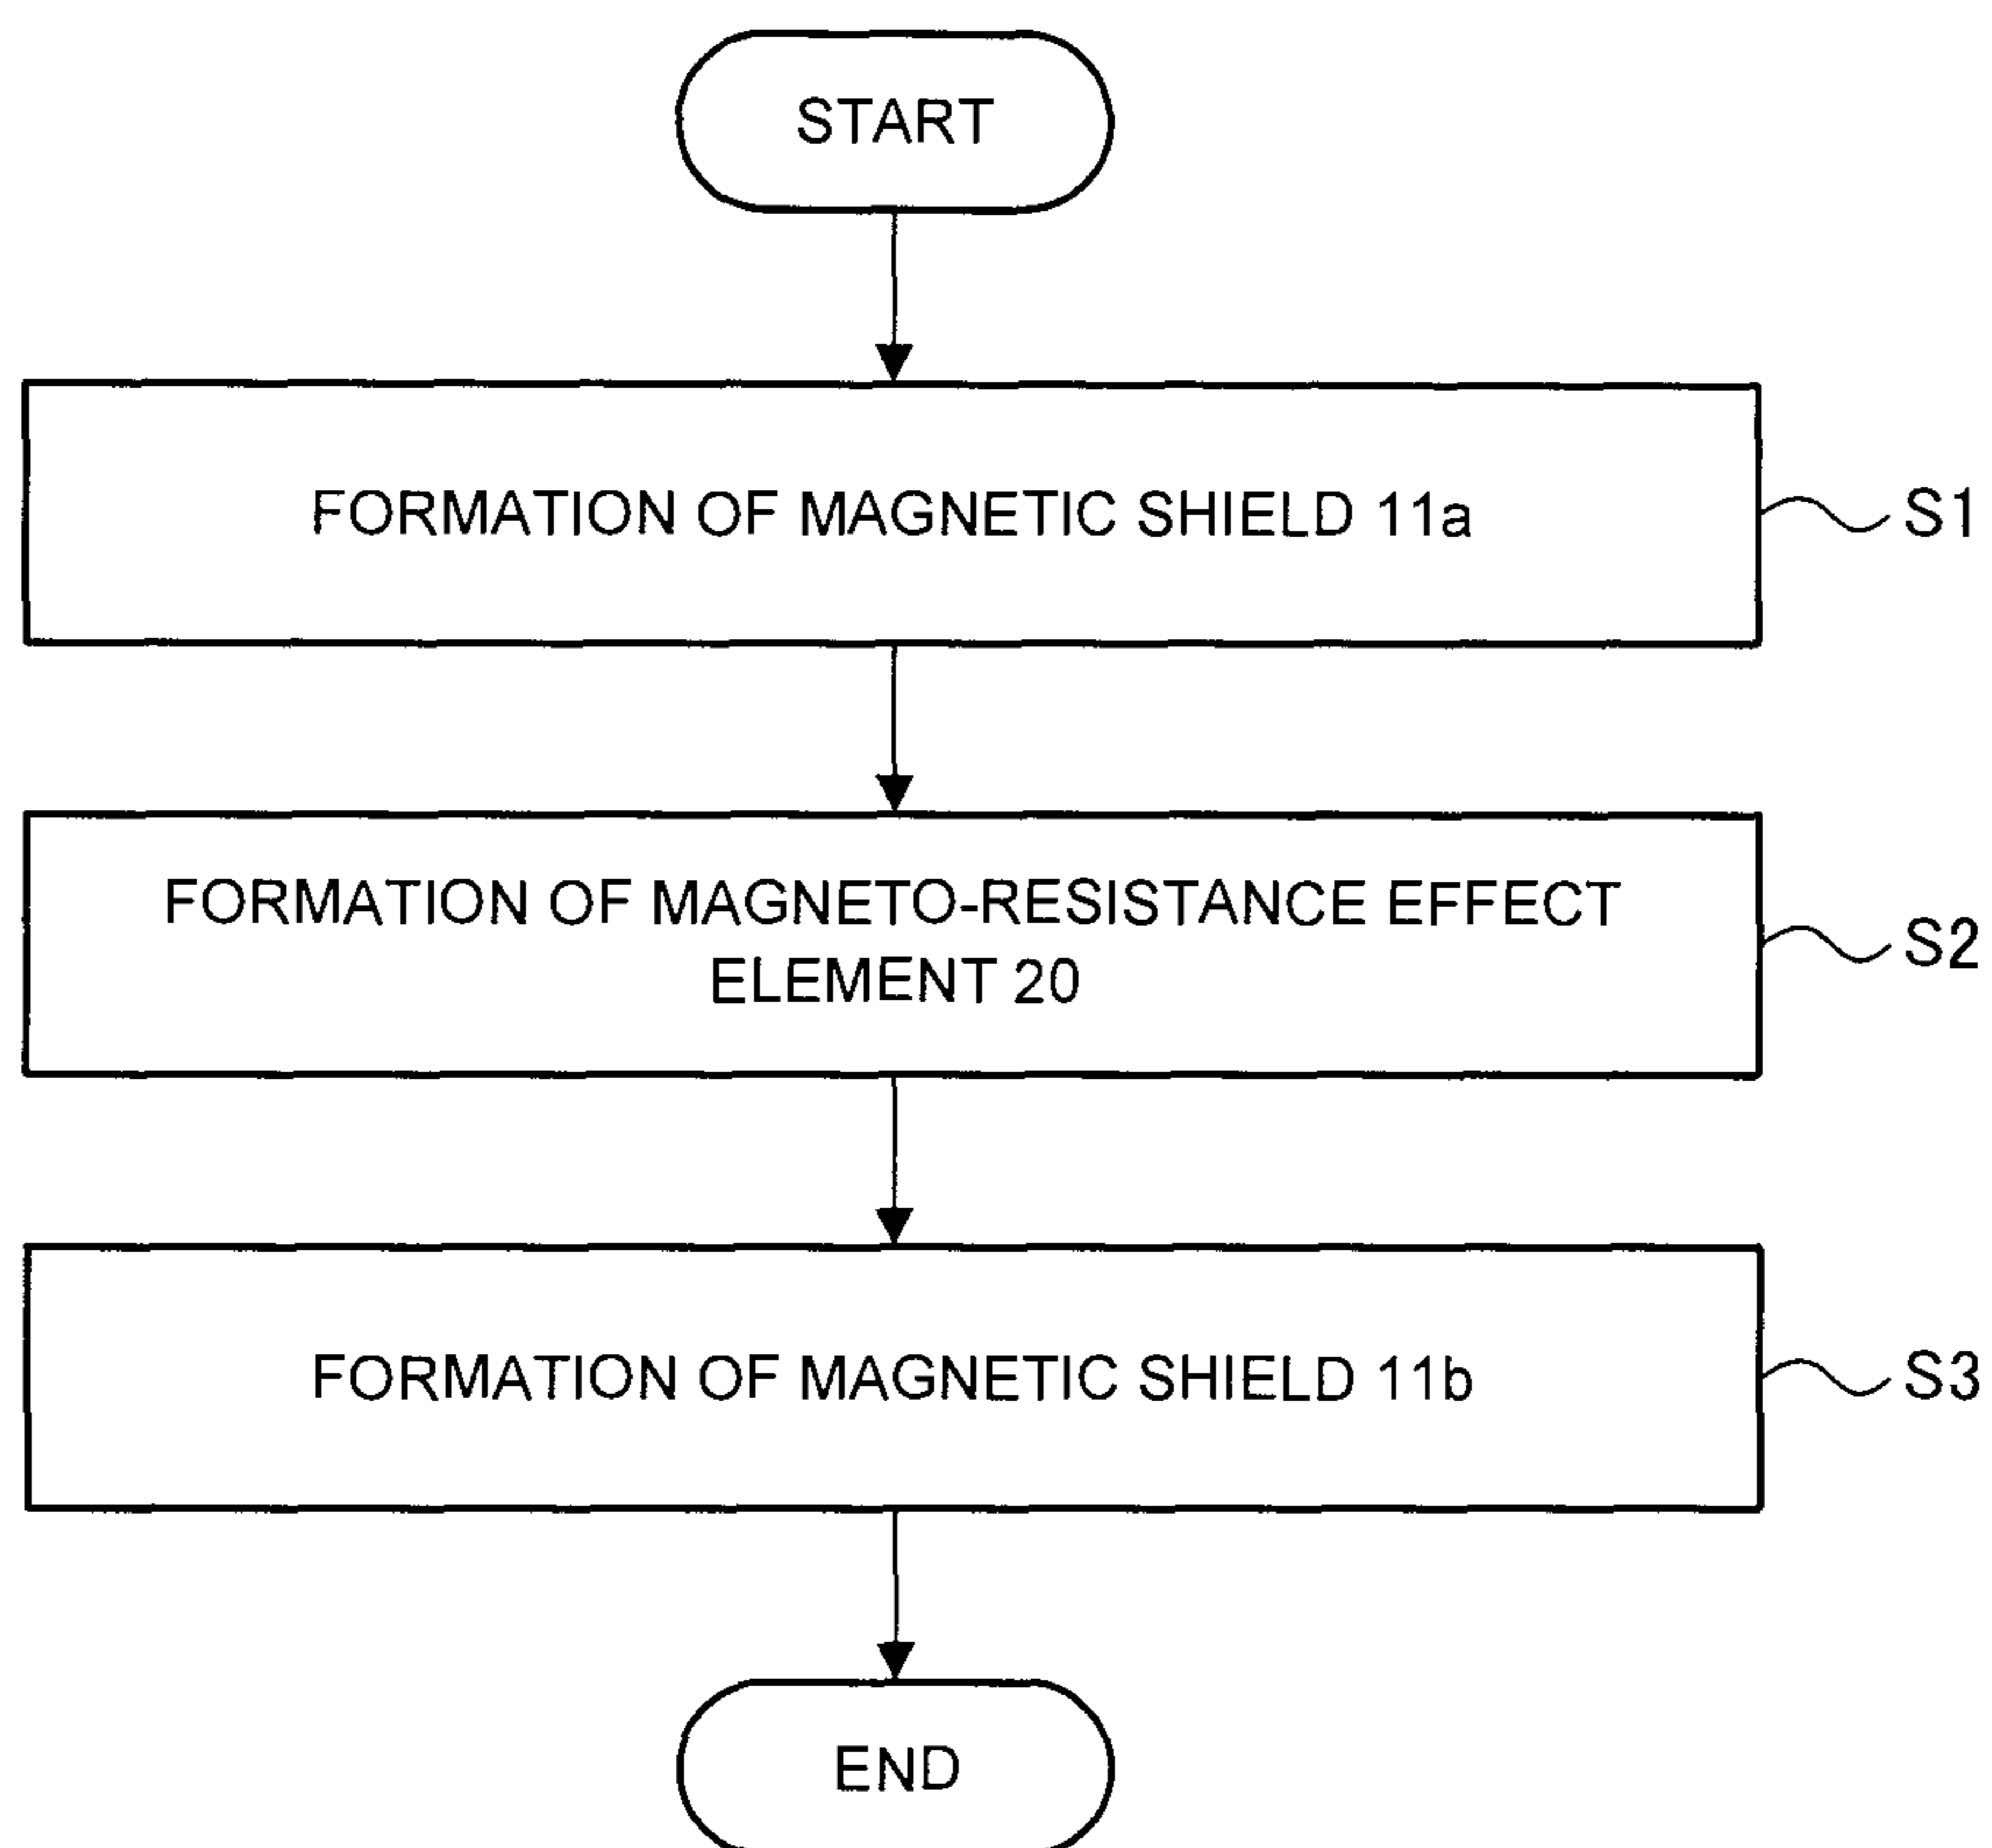 START
FORMATION OF MAGNETIC SHIELD 11a
S1
FORMATION OF MAGNETO-RESISTANCE EFFECT
ELEMENT 20
S2
FORMATION OF MAGNETIC SHIELD 11b
S3
END